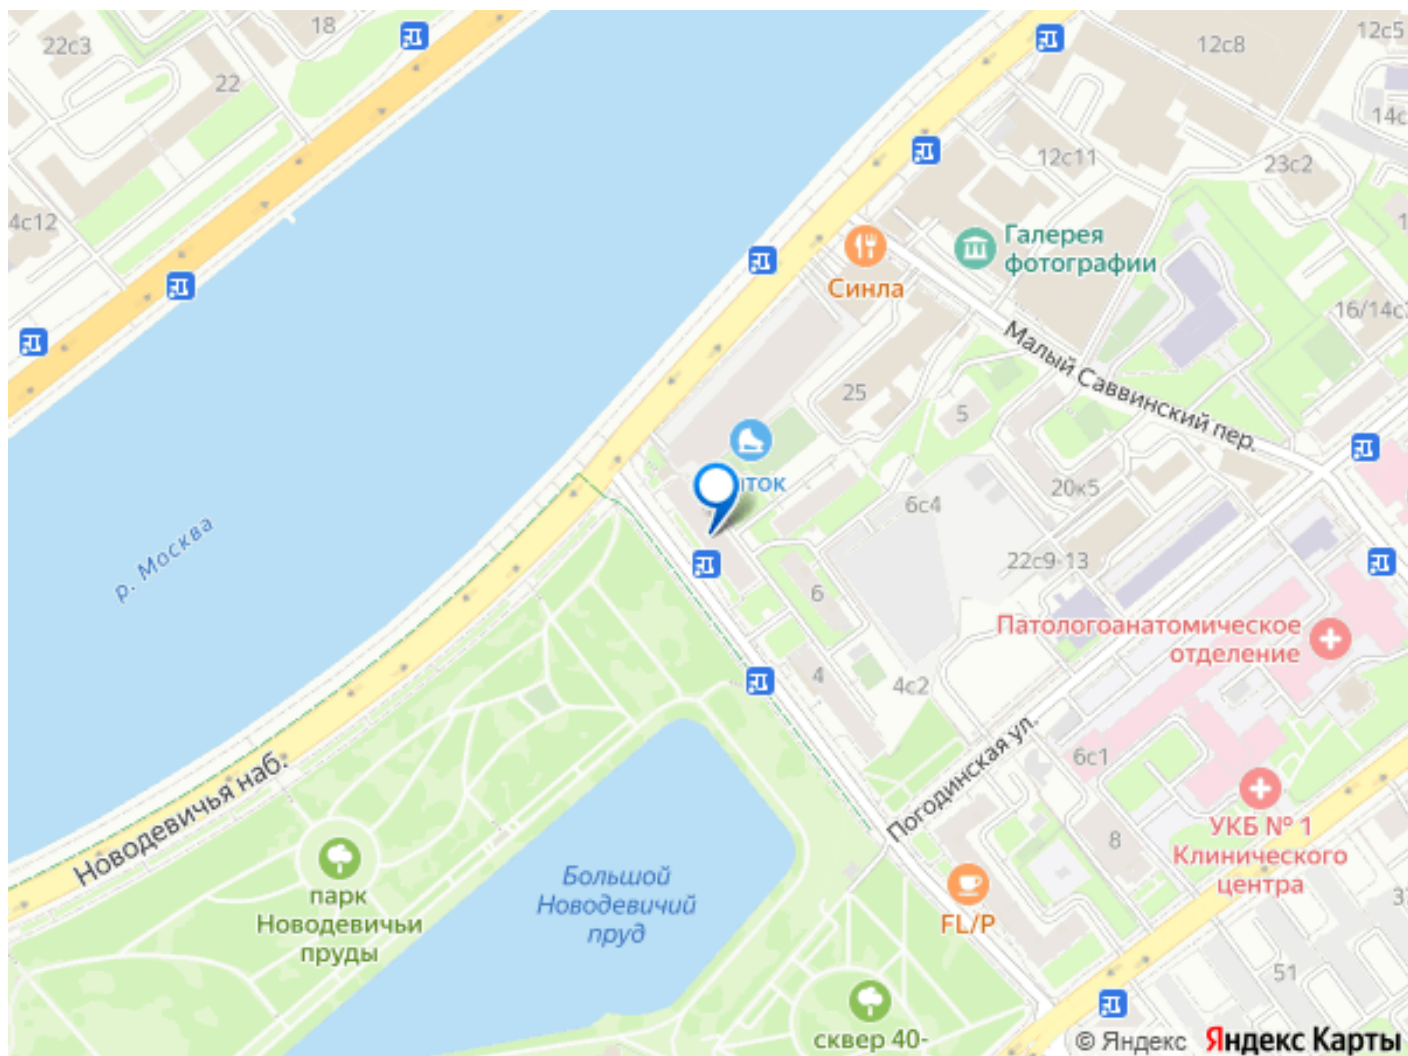 18
22с3
22
12с8
12с5
14с
4с12
12с11
23с2
Галерея
фотографии
Синла
16/14с
Малый Саввинский пер.
25
5
20к5
6с4
22с9-13
р. Москва
6
Патологоанатомическое
отделение
4
4с2
Погодинская ул.
6с1
Новодевичья наб.
8
УКБ № 1
Клинического
центра
парк
Новодевичьи
пруды
Большой
Новодевичий
пруд
FL/P
51
сквер 40-
© Яндекс Яндекс Карты